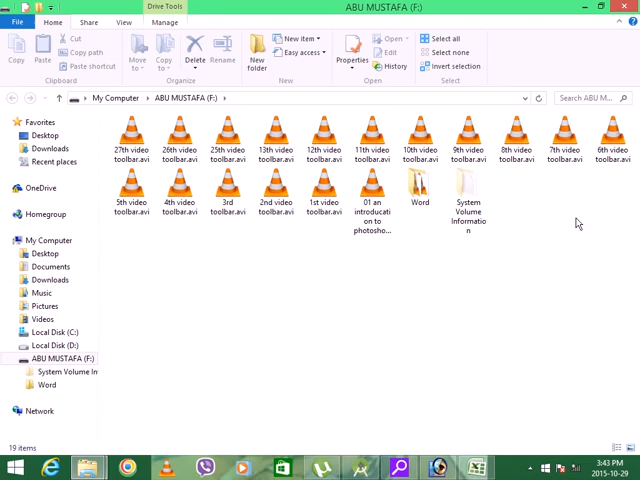 Drive Tools
ABU MUSTAFA (F:)
File
Home
Share
View
Manage
Copy
Paste
Cut
Copy path
Paste shortcut
Clipboard
Move to
Copy to
Delete
Rename
Organize
New folder
New item
Easy access
New
Properties
Open
Edit
History
Open
Select all
Select none
Invert selection
Select
My Computer
ABU MUSTAFA (F:)
Search ABU M...
Favorites
Desktop
Downloads
Recent places
OneDrive
Homegroup
My Computer
Desktop
Documents
Downloads
Music
Pictures
Videos
Local Disk (C:)
Local Disk (D:)
ABU MUSTAFA (F:)
System Volume In
Word
Network
27th video
toolbar.avi
26th video
toolbar.avi
25th video
toolbar.avi
13th video
toolbar.avi
12th video
toolbar.avi
11th video
toolbar.avi
10th video
toolbar.avi
9th video
toolbar.avi
8th video
toolbar.avi
7th video
toolbar.avi
6th video
toolbar.avi
5th video
toolbar.avi
4th video
toolbar.avi
3rd
toolbar.avi
2nd video
toolbar.avi
1st video
toolbar.avi
01 an
introducati
on to
photosho...
Word
System
Volume
Informatio
n
19 items
3:43 PM
2015-10-29